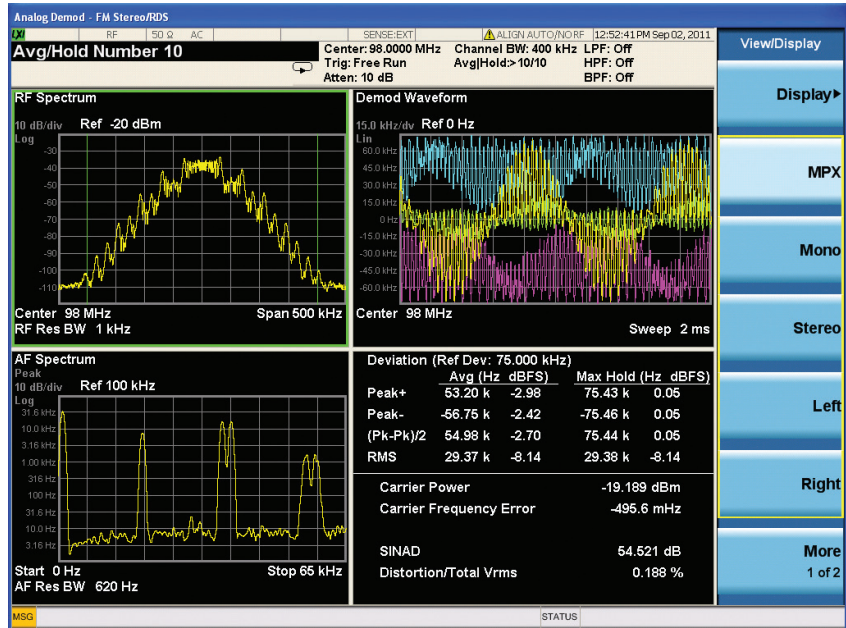 Analog Demod - FM Stereo/RDS
LXI RF 50 Ω AC SENSE:EXT ALIGN AUTO/NO RF 12:52:41 PM Sep 02, 2011
Avg/Hold Number 10
Center: 98.0000 MHz Channel BW: 400 kHz LPF: Off
Trig: Free Run Avg|Hold:>10/10 HPF: Off
Atten: 10 dB BPF: Off
RF Spectrum
10 dB/div Ref -20 dBm
Log
-30
-40
-50
-60
-70
-80
-90
-100
-110
Center 98 MHz Span 500 kHz
RF Res BW 1 kHz
Demod Waveform
15.0 kHz/dv Ref 0 Hz
Lin
60.0 kHz
45.0 kHz
30.0 kHz
15.0 kHz
0 Hz
-15.0 kHz
-30.0 kHz
-45.0 kHz
-60.0 kHz
Center 98 MHz
Sweep 2 ms
AF Spectrum
Peak
10 dB/div Ref 100 kHz
Log
31.6 kHz
10.0 kHz
3.16 kHz
1.00 kHz
316 Hz
100 Hz
31.6 Hz
10.0 Hz
3.16 Hz
Start 0 Hz Stop 65 kHz
AF Res BW 620 Hz
Deviation (Ref Dev: 75.000 kHz)
Avg (Hz dBFS) Max Hold (Hz dBFS)
Peak+ 53.20 k -2.98 75.43 k 0.05
Peak- -56.75 k -2.42 -75.46 k 0.05
(Pk-Pk)/2 54.98 k -2.70 75.44 k 0.05
RMS 29.37 k -8.14 29.38 k -8.14
Carrier Power -19.189 dBm
Carrier Frequency Error -495.6 mHz
SINAD 54.521 dB
Distortion/Total Vrms 0.188 %
View/Display
Display
MPX
Mono
Stereo
Left
Right
More
1 of 2
MSG STATUS